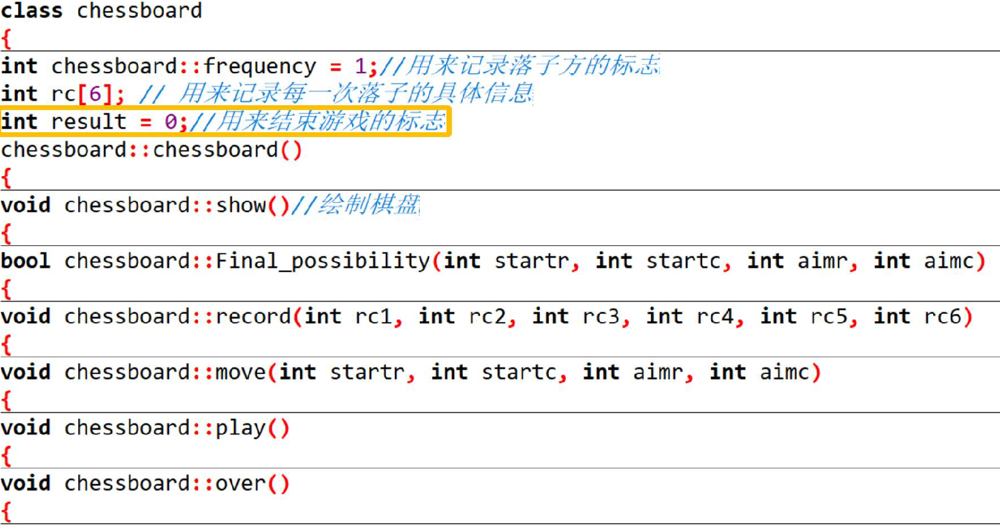 class chessboard
{
int chessboard::frequency = 1;//用来记录落子方的标志
int rc[6]; // 用来记录每一次落子的具体信息
int result = 0;//用来结束游戏的标志
chessboard::chessboard()
{
void chessboard::show()//绘制棋盘
{
bool chessboard::Final_possibility(int startr, int startc, int aimr, int aimc)
{
void chessboard::record(int rc1, int rc2, int rc3, int rc4, int rc5, int rc6)
{
void chessboard::move(int startr, int startc, int aimr, int aimc)
{
void chessboard::play()
{
void chessboard::over()
{